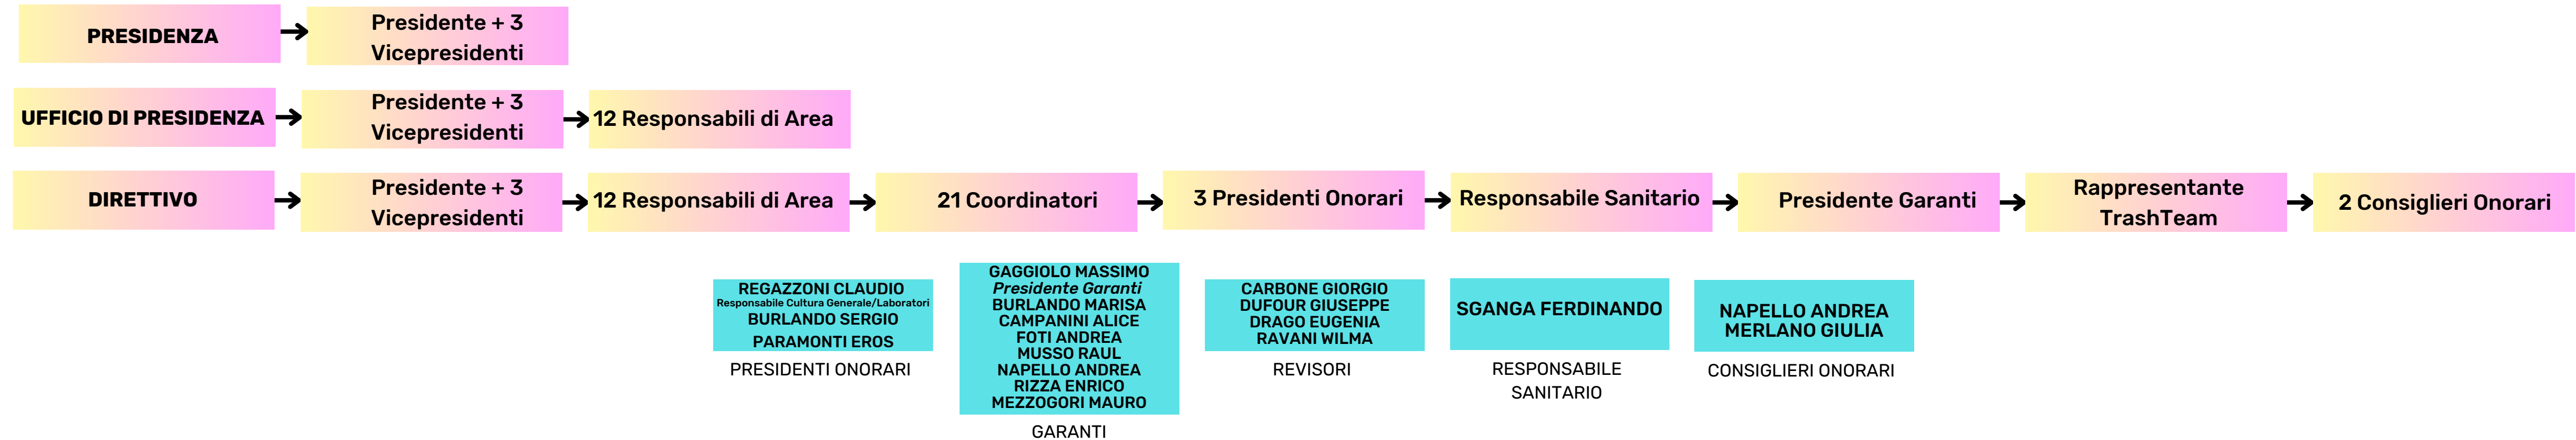 PRESIDENZA
Presidente + 3
Vicepresidenti
UFFICIO DI PRESIDENZA
Presidente + 3
Vicepresidenti
12 Responsabili di Area
DIRETTIVO
Presidente + 3
Vicepresidenti
12 Responsabili di Area
21 Coordinatori
3 Presidenti Onorari
Responsabile Sanitario
Presidente Garanti
Rappresentante
TrashTeam
2 Consiglieri Onorari
REGAZZONI CLAUDIO
Responsabile Cultura Generale/Laboratori
BURLANDO SERGIO
PARAMONTI EROS
PRESIDENTI ONORARI
GAGGIOLO MASSIMO
Presidente Garanti
BURLANDO MARISA
CAMPANINI ALICE
FOTI ANDREA
MUSSO RAUL
NAPELLO ANDREA
RIZZA ENRICO
MEZZOGORI MAURO
GARANTI
CARBONE GIORGIO
DUFOUR GIUSEPPE
DRAGO EUGENIA
RAVANI WILMA
REVISORI
SGANGA FERDINANDO
RESPONSABILE
SANITARIO
NAPELLO ANDREA
MERLANO GIULIA
CONSIGLIERI ONORARI